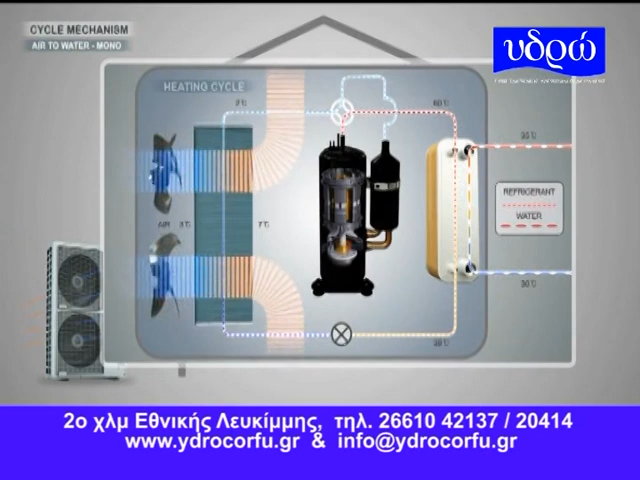 CYCLE MECHANISM
AIR TO WATER - MONO
υδρώ
HEATING CYCLE
35°C
REFRIGERANT
WATER
AIR
7°C
30°C
2ο χλμ Εθνικής Λευκίμμης, τηλ. 26610 42137 / 20414
www.ydrocorfu.gr & info@ydrocorfu.gr